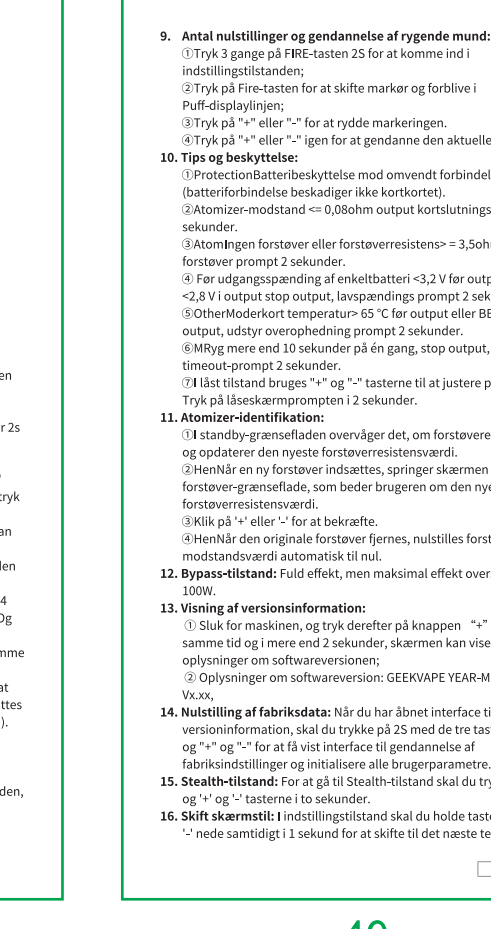 en
r 2s
tryk
an
den
4
Og
mme
at
ttes
).
den,
9. Antal nulstillinger og gendannelse af rygende mund:
①Tryk 3 gange på FIRE-tasten 2S for at komme ind i
indstillingstilstanden;
②Tryk på Fire-tasten for at skifte markør og forblive i
Puff-displaylinjen;
③Tryk på "+" eller "-" for at rydde markeringen.
④Tryk på "+" eller "-" igen for at gendanne den aktuelle
10. Tips og beskyttelse:
①ProtectionBatteribeskyttelse mod omvendt forbindel
(batteriforbindelse beskadiger ikke kortkortet).
②Atomizer-modstand <= 0,08ohm output kortslutnings
sekunder.
③AtomIngen forstøver eller forstøverresistens> = 3,5oh
forstøver prompt 2 sekunder.
④ Før udgangsspænding af enkeltbatteri <3,2 V før outp
<2,8 V i output stop output, lavspændings prompt 2 sek
⑤OtherModerkort temperatur> 65 °C før output eller BE
output, udstyr overophedning prompt 2 sekunder.
⑥MRyg mere end 10 sekunder på én gang, stop output,
timeout-prompt 2 sekunder.
⑦I låst tilstand bruges "+" og "-" tasterne til at justere p
Tryk på låseskærmprompten i 2 sekunder.
11. Atomizer-identifikation:
①I standby-grænsefladen overvåger det, om forstøvere
og opdaterer den nyeste forstøverresistensværdi.
②HenNår en ny forstøver indsættes, springer skærmen
forstøver-grænseflade, som beder brugeren om den nye
forstøverresistensværdi.
③Klik på '+' eller '-' for at bekræfte.
④HenNår den originale forstøver fjernes, nulstilles forst
modstandsværdi automatisk til nul.
12. Bypass-tilstand: Fuld effekt, men maksimal effekt over
100W.
13. Visning af versionsinformation:
① Sluk for maskinen, og tryk derefter på knappen “+”
samme tid og i mere end 2 sekunder, skærmen kan vise
oplysninger om softwareversionen;
② Oplysninger om softwareversion: GEEKVAPE YEAR-M
Vx.xx,
14. Nulstilling af fabriksdata: Når du har åbnet interface ti
versioninformation, skal du trykke på 2S med de tre tas
og "+" og "-" for at få vist interface til gendannelse af
fabriksindstillinger og initialisere alle brugerparametre.
15. Stealth-tilstand: For at gå til Stealth-tilstand skal du try
og '+' og '-' tasterne i to sekunder.
16. Skift skærmstil: I indstillingstilstand skal du holde taste
'-' nede samtidigt i 1 sekund for at skifte til det næste te